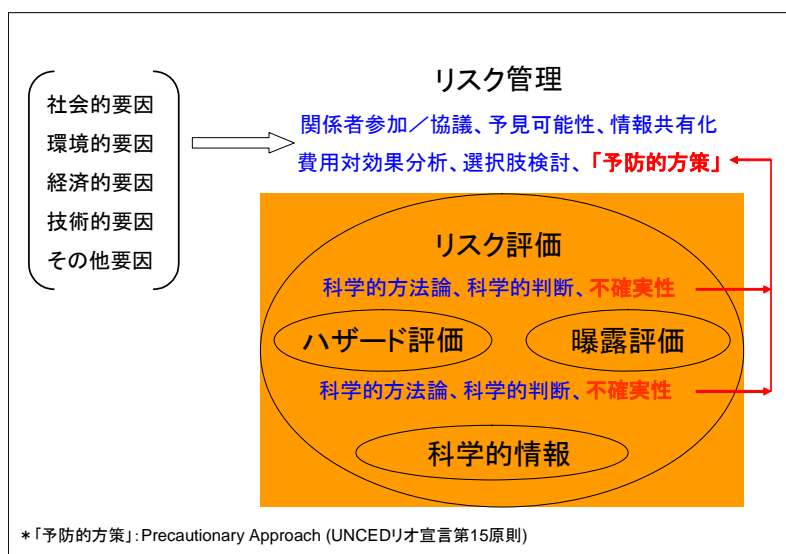 社会的要因
環境的要因
経済的要因
技術的要因
その他要因
リスク管理
関係者参加／協議、予見可能性、情報共有化
費用対効果分析、選択肢検討、「予防的方策」
リスク評価
科学的方法論、科学的判断、不確実性
ハザード評価
曝露評価
科学的方法論、科学的判断、不確実性
科学的情報
＊「予防的方策」：Precautionary Approach (UNCEDリオ宣言第15原則)